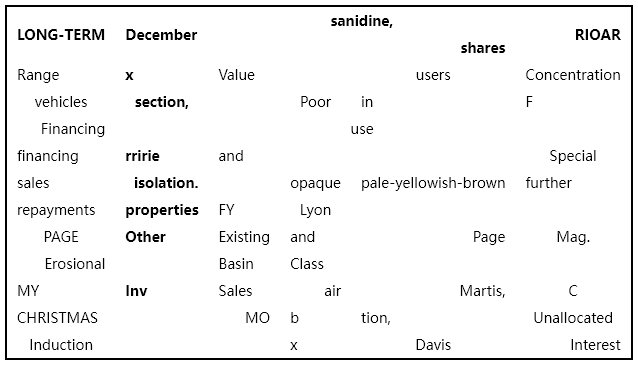 LONG-TERM December sanidine, shares RIOAR
Range x Value users Concentration
vehicles section, Poor in F
Financing use
financing rririe and Special
sales isolation. opaque pale-yellowish-brown further
repayments properties FY Lyon
PAGE Other Existing and Page Mag.
Erosional Basin Class
MY Inv Sales air Martis, C
CHRISTMAS MO b tion, Unallocated
Induction x Davis Interest